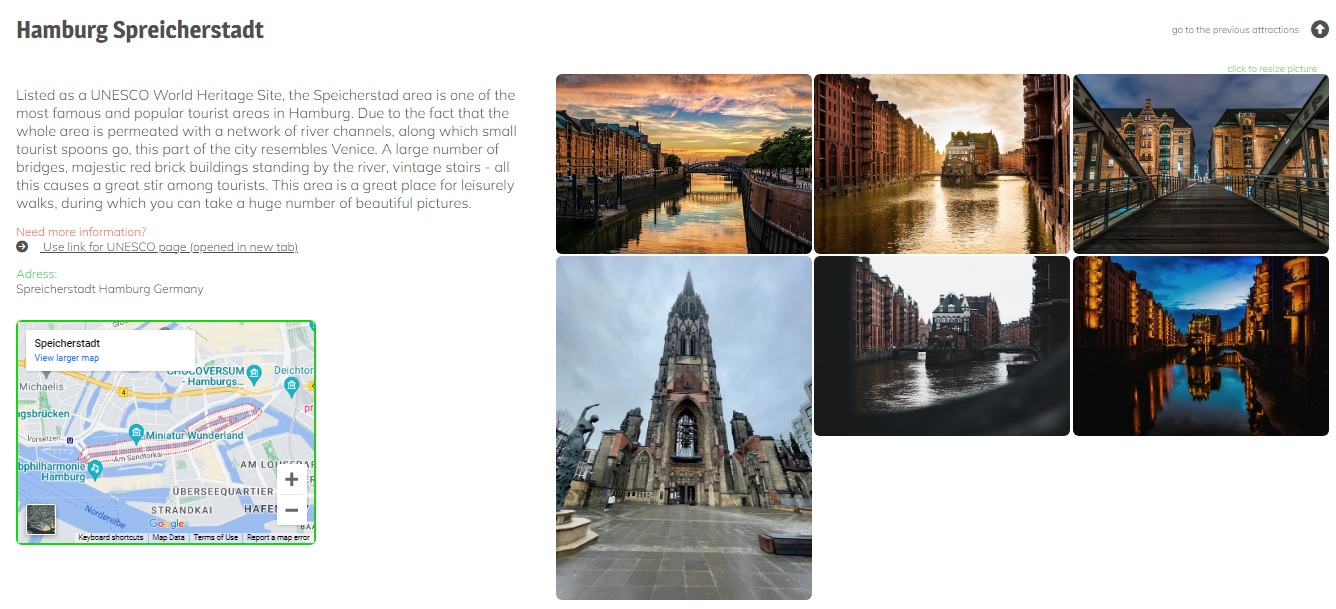 Hamburg Spreicherstadt
go to the previous attractions
click to resize picture
Listed as a UNESCO World Heritage Site, the Speicherstad area is one of the
most famous and popular tourist areas in Hamburg. Due to the fact that the
whole area is permeated with a network of river channels, along which small
tourist spoons go, this part of the city resembles Venice. A large number of
bridges, majestic red brick buildings standing by the river, vintage stairs - all
this causes a great stir among tourists. This area is a great place for leisurely
walks, during which you can take a huge number of beautiful pictures.
Need more information?
Use link for UNESCO page (opened in new tab)
Adress:
Spreicherstadt Hamburg Germany
Speicherstadt
View larger map
CHOCOVERSUM
- Hamburgs...
Deichtor
Michaelis
4
agsbrücken
Vorsetzen...
U
Miniatur Wunderland
Am Sandtorkai
bphilharmonie
Hamburg
AM LOHSEPAR
+
ÜBERSEEQUARTIER
STRANDKAI
HAFEN
−
Norderelbe
Google
Keyboard shortcuts
Map Data
Terms of Use
Report a map error